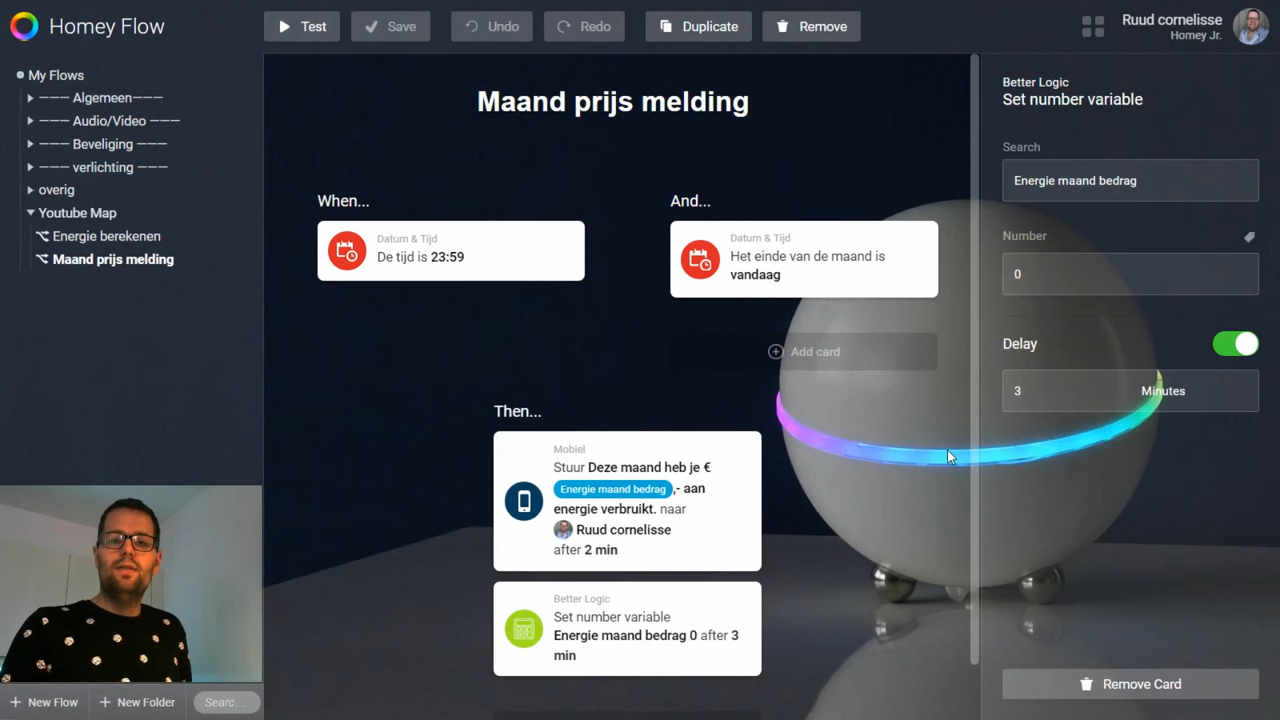 Homey Flow
Test
Save
Undo
Redo
Duplicate
Remove
Ruud cornelisse
Homey Jr.
My Flows
——— Algemeen———
——— Audio/Video ———
——— Beveliging ———
——— verlichting ———
overig
Youtube Map
Energie berekenen
Maand prijs melding
Maand prijs melding
When...
Datum & Tijd
De tijd is 23:59
And...
Datum & Tijd
Het einde van de maand is
vandaag
Add card
Then...
Mobiel
Stuur Deze maand heb je €
Energie maand bedrag,- aan
energie verbruikt. naar
Ruud cornelisse
after 2 min
Better Logic
Set number variable
Energie maand bedrag 0 after 3
min
Better Logic
Set number variable
Search
Energie maand bedrag
Number
0
Delay
3 Minutes
Remove Card
+ New Flow
+ New Folder
Searc...